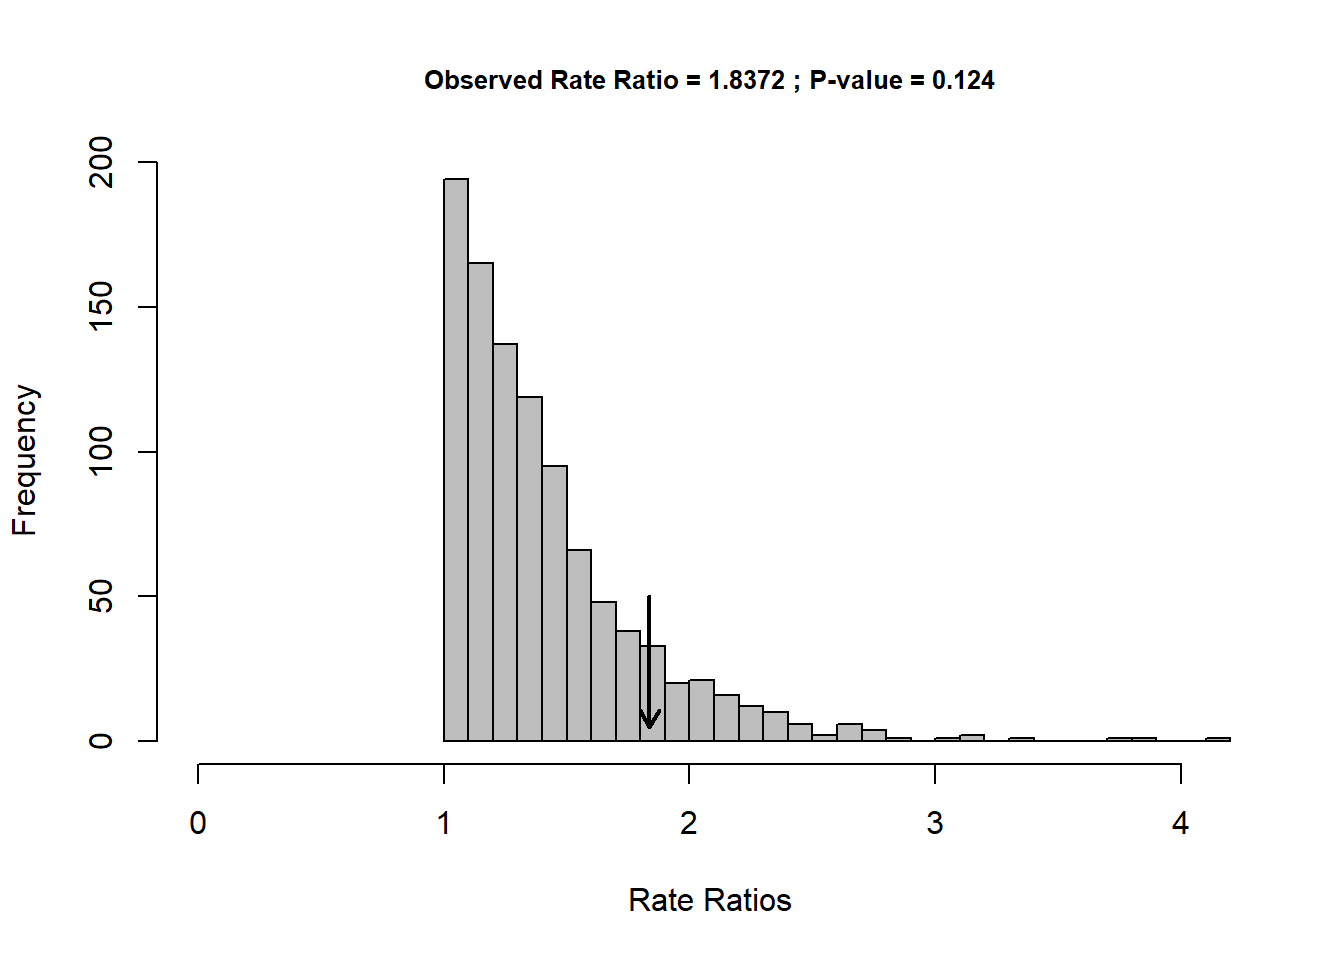 Observed Rate Ratio = 1.8372 ; P-value = 0.124
200
150
100
50
0
Frequency
0 1 2 3 4
Rate Ratios